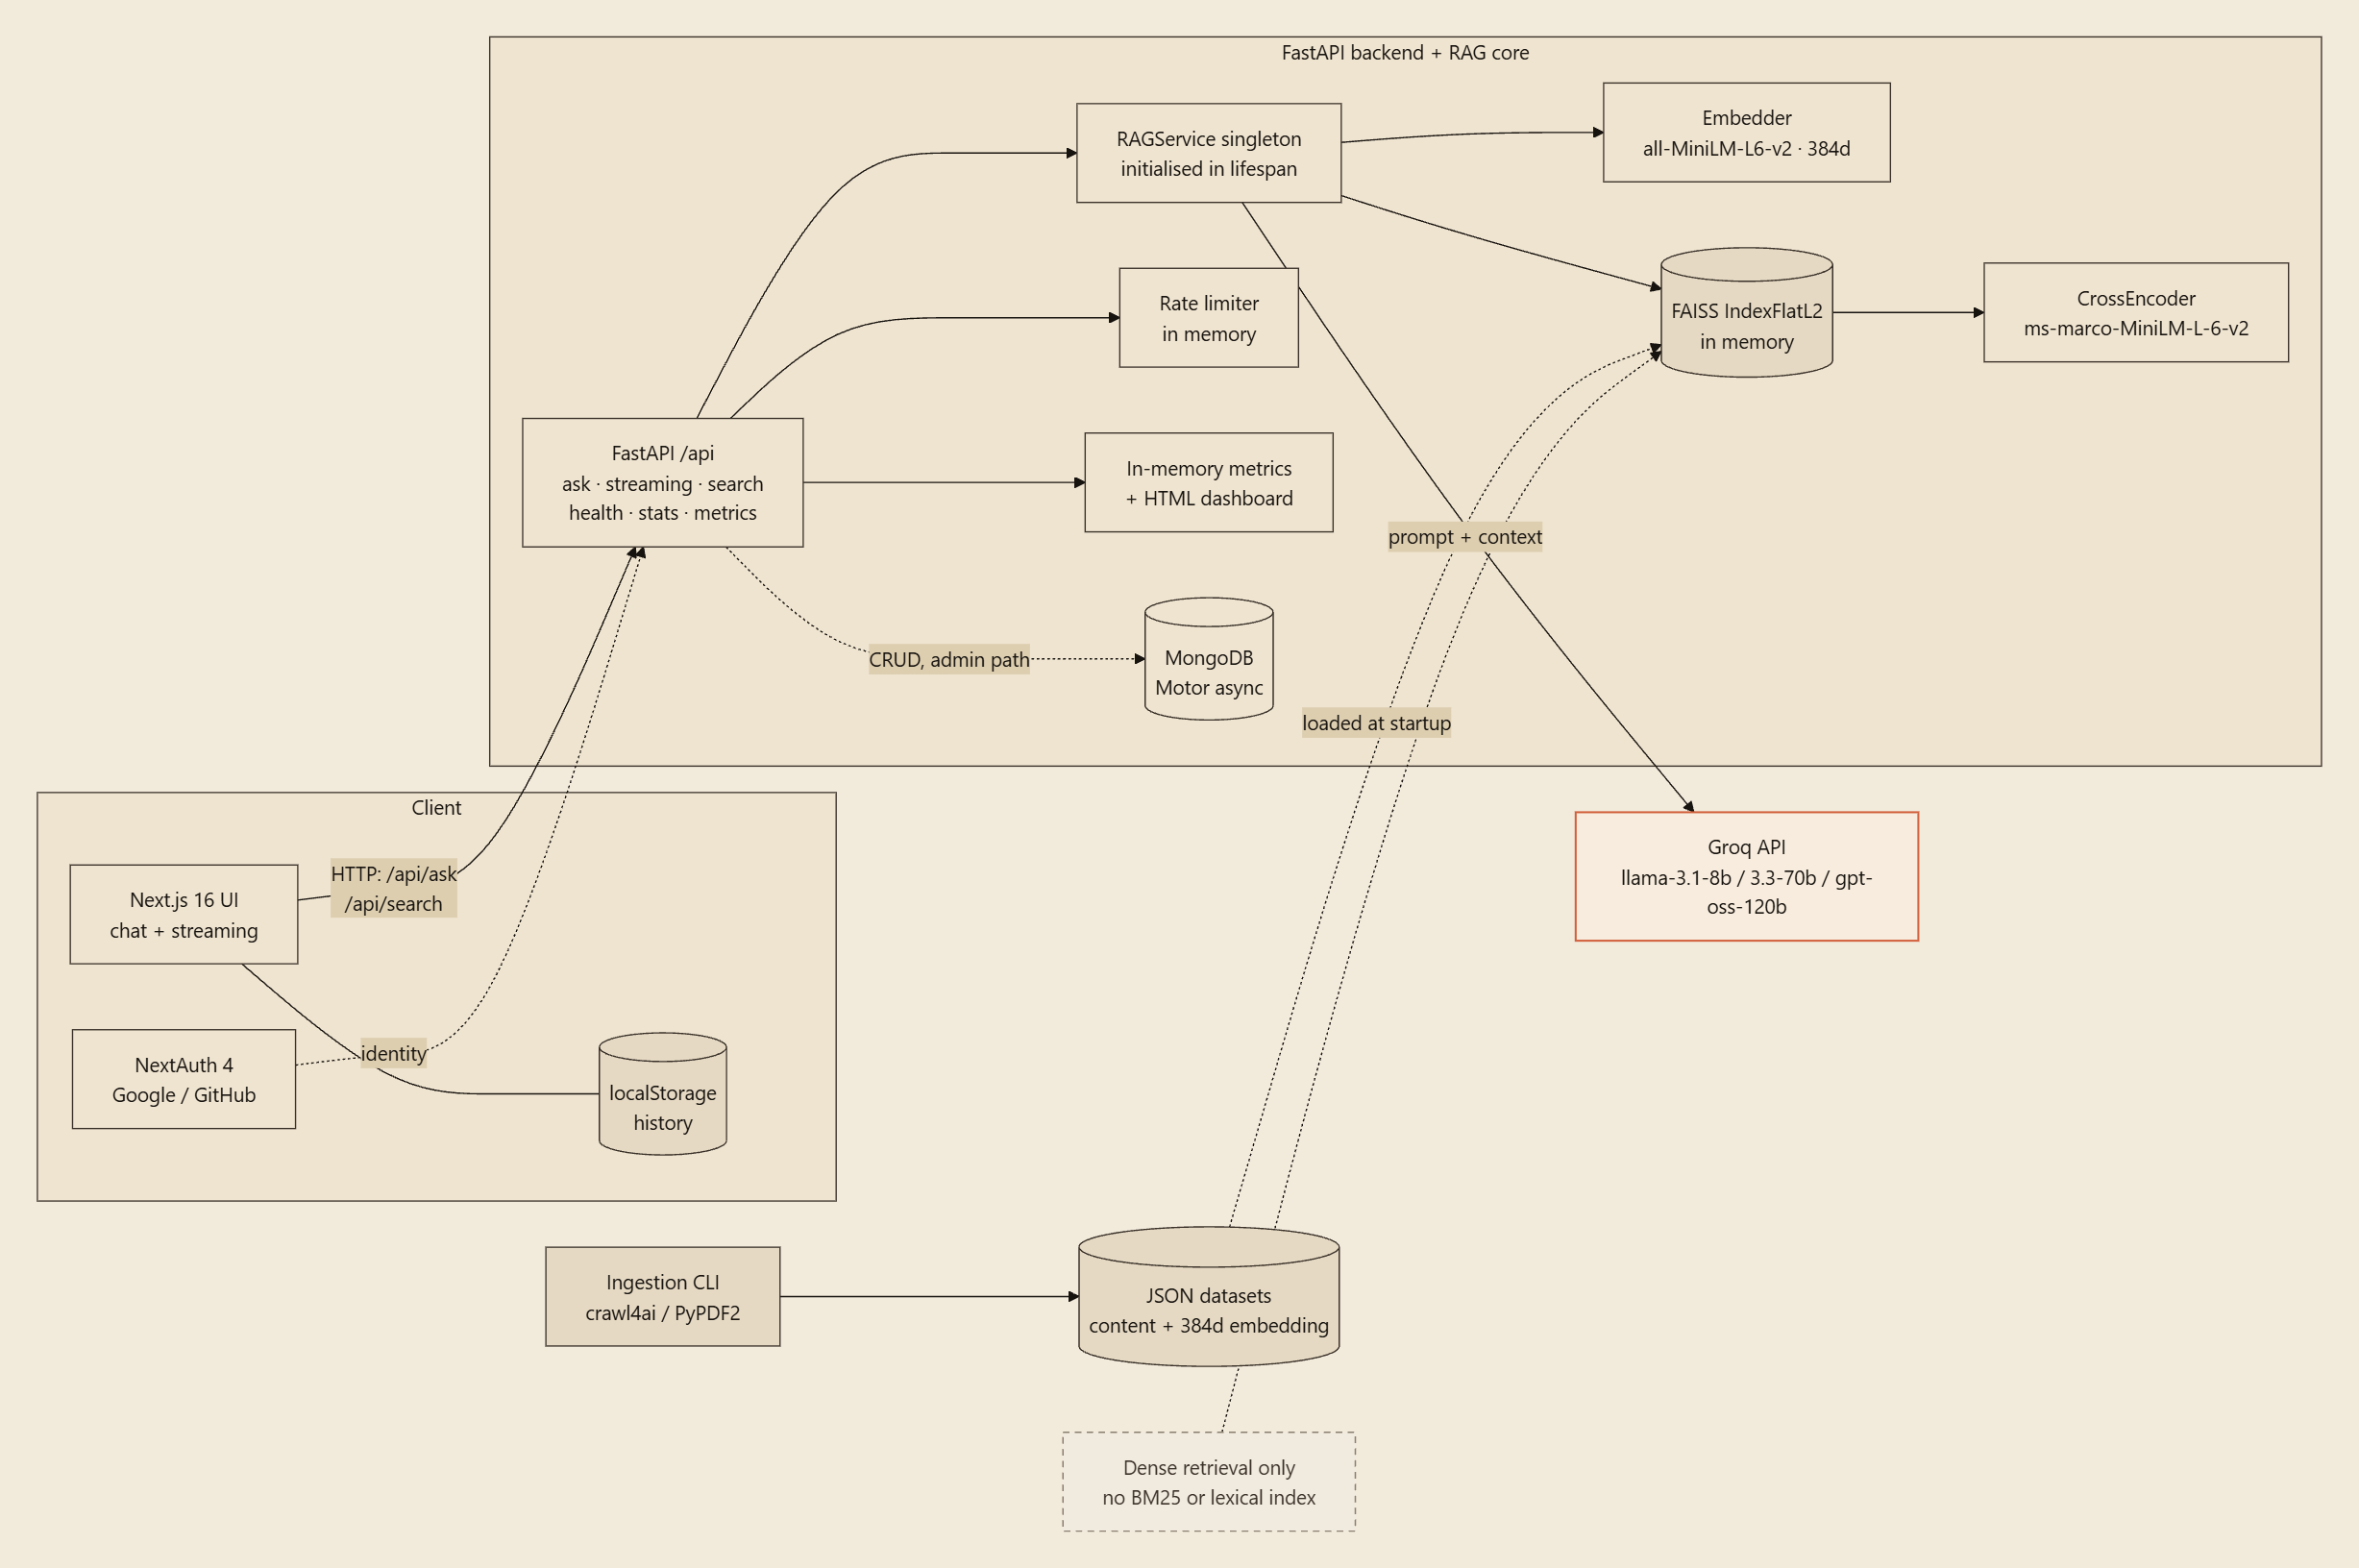 FastAPI backend + RAG core
RAGService singleton
initialised in lifespan
Embedder
all-MiniLM-L6-v2 · 384d
Rate limiter
in memory
FAISS IndexFlatL2
in memory
CrossEncoder
ms-marco-MiniLM-L-6-v2
FastAPI /api
ask · streaming · search
health · stats · metrics
In-memory metrics
+ HTML dashboard
prompt + context
CRUD, admin path
MongoDB
Motor async
loaded at startup
Client
HTTP: /api/ask
/api/search
Next.js 16 UI
chat + streaming
Groq API
llama-3.1-8b / 3.3-70b / gpt-
oss-120b
identity
NextAuth 4
Google / GitHub
localStorage
history
Ingestion CLI
crawl4ai / PyPDF2
JSON datasets
content + 384d embedding
Dense retrieval only
no BM25 or lexical index